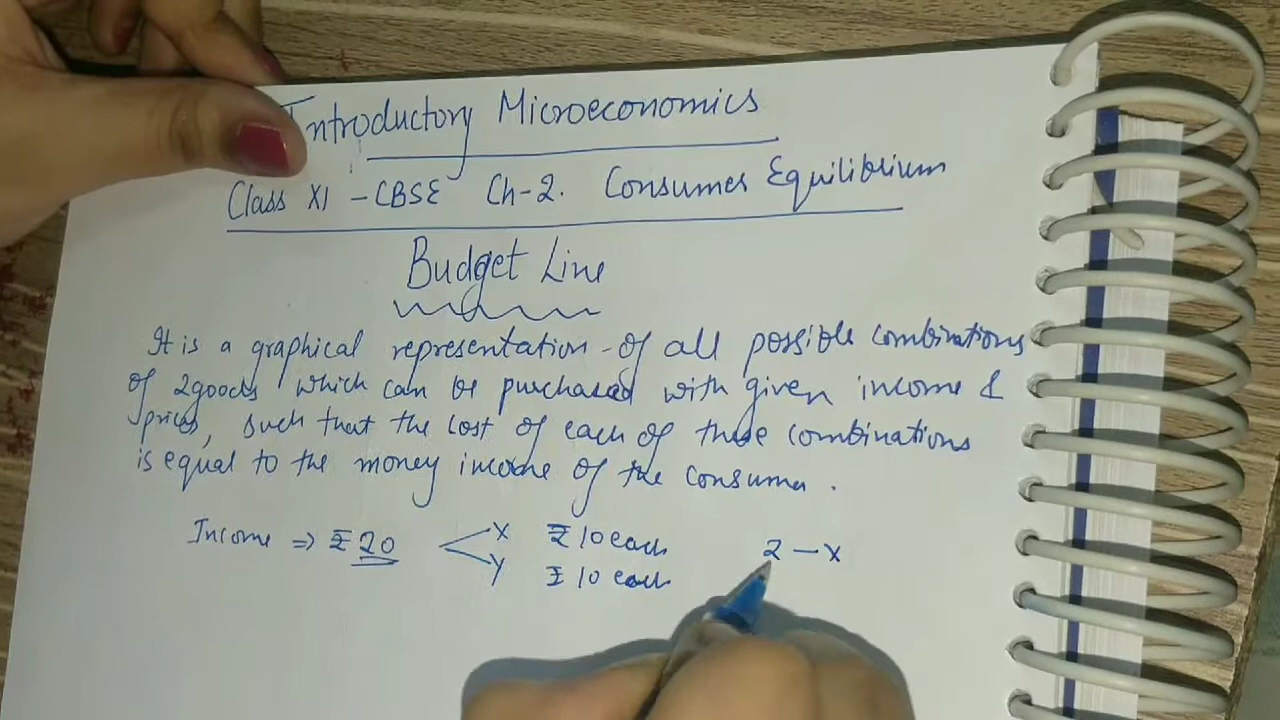 Introductory Microeconomics
Class XI - CBSE Ch-2. Consumer Equilibrium
Budget Line
It is a graphical representation of all possible combinations
of 2goods which can be purchased with given income &
prices, such that the cost of each of these combinations
is equal to the money income of the consumer.
Income ⇒ ₹20 X ₹10 each 2 - X
Y ₹10 each